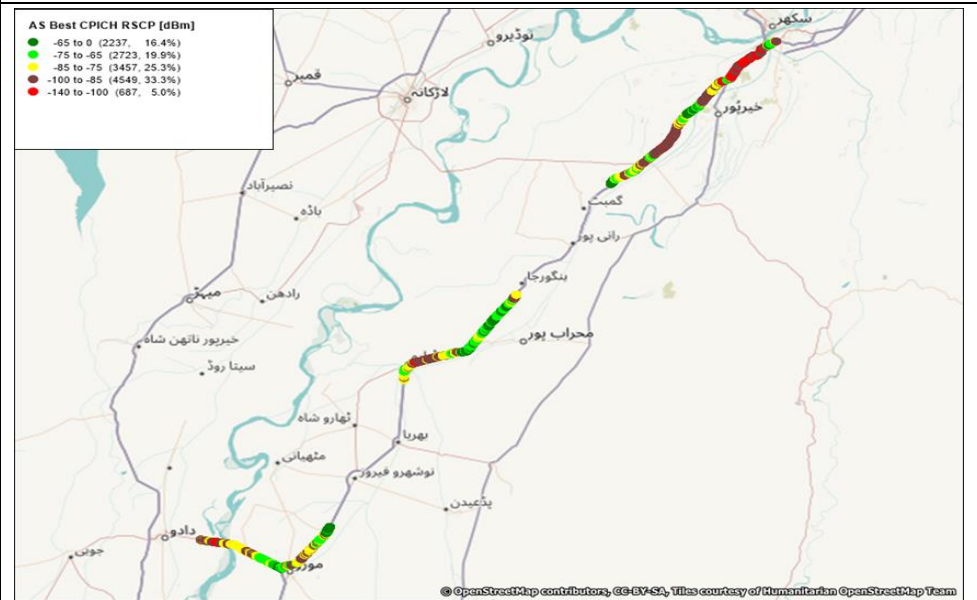 AS Best CPICH RSCP [dBm]
-65 to 0 (2237, 16.4%)
-75 to -65 (2723, 19.9%)
-85 to -75 (3457, 25.3%)
-100 to -85 (4549, 33.3%)
-140 to -100 (687, 5.0%)
سکھر
نوڈیرو
قمبر
لاڑکانہ
خیرپور
نصیرآباد
باڈہ
گمبٹ
رانی پور
بنگورجا
میہڑ
رادھن
محراب پور
خیرپور ناتھن شاہ
سیتا روڈ
ٹھارو شاہ
بھریا
مٹھیانی
نوشهرو فیروز
پڈعیدن
دادو
جوہی
© OpenStreetMap contributors, CC-BY-SA, Tiles courtesy of Humanitarian OpenStreetMap Team